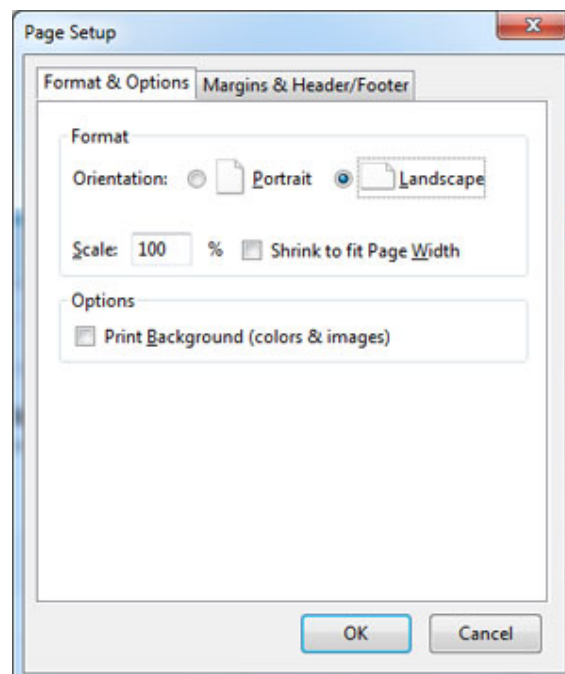 Page Setup
Format & Options Margins & Header/Footer
Format
Orientation: Portrait Landscape
Scale: 100 % Shrink to fit Page Width
Options
Print Background (colors & images)
OK Cancel